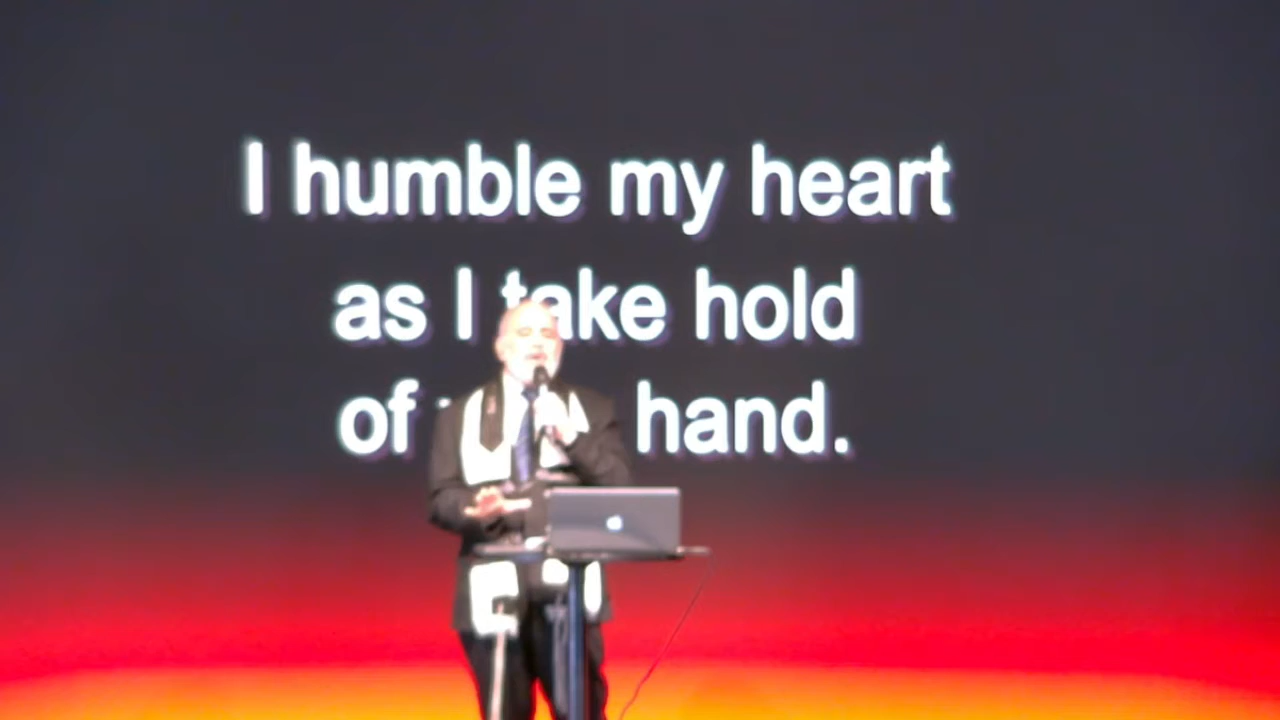 I humble my heart
as I take hold
of hand.